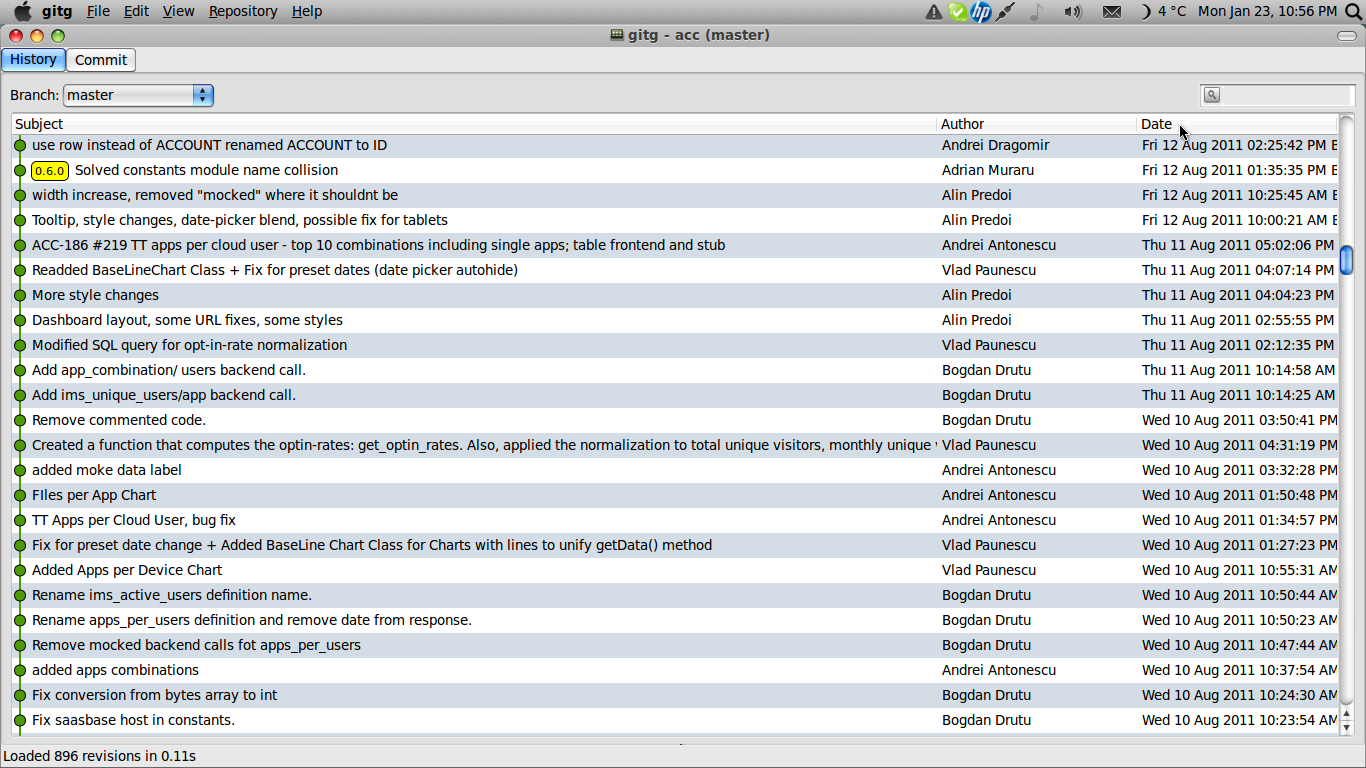 gitg File Edit View Repository Help hp 4 °C Mon Jan 23, 10:56 PM
gitg - acc (master)
History Commit
Branch: master
Subject Author Date
use row instead of ACCOUNT renamed ACCOUNT to ID Andrei Dragomir Fri 12 Aug 2011 02:25:42 PM E
0.6.0 Solved constants module name collision Adrian Muraru Fri 12 Aug 2011 01:35:35 PM E
width increase, removed "mocked" where it shouldnt be Alin Predoi Fri 12 Aug 2011 10:25:45 AM E
Tooltip, style changes, date-picker blend, possible fix for tablets Alin Predoi Fri 12 Aug 2011 10:00:21 AM E
ACC-186 #219 TT apps per cloud user - top 10 combinations including single apps; table frontend and stub Andrei Antonescu Thu 11 Aug 2011 05:02:06 PM
Readded BaseLineChart Class + Fix for preset dates (date picker autohide) Vlad Paunescu Thu 11 Aug 2011 04:07:14 PM
More style changes Alin Predoi Thu 11 Aug 2011 04:04:23 PM
Dashboard layout, some URL fixes, some styles Alin Predoi Thu 11 Aug 2011 02:55:55 PM
Modified SQL query for opt-in-rate normalization Vlad Paunescu Thu 11 Aug 2011 02:12:35 PM
Add app_combination/ users backend call. Bogdan Drutu Thu 11 Aug 2011 10:14:58 AM
Add ims_unique_users/app backend call. Bogdan Drutu Thu 11 Aug 2011 10:14:25 AM
Remove commented code. Bogdan Drutu Wed 10 Aug 2011 03:50:41 PM
Created a function that computes the optin-rates: get_optin_rates. Also, applied the normalization to total unique visitors, monthly unique Vlad Paunescu Wed 10 Aug 2011 04:31:19 PM
added moke data label Andrei Antonescu Wed 10 Aug 2011 03:32:28 PM
FIles per App Chart Andrei Antonescu Wed 10 Aug 2011 01:50:48 PM
TT Apps per Cloud User, bug fix Andrei Antonescu Wed 10 Aug 2011 01:34:57 PM
Fix for preset date change + Added BaseLine Chart Class for Charts with lines to unify getData() method Vlad Paunescu Wed 10 Aug 2011 01:27:23 PM
Added Apps per Device Chart Vlad Paunescu Wed 10 Aug 2011 10:55:31 AM
Rename ims_active_users definition name. Bogdan Drutu Wed 10 Aug 2011 10:50:44 AM
Rename apps_per_users definition and remove date from response. Bogdan Drutu Wed 10 Aug 2011 10:50:23 AM
Remove mocked backend calls fot apps_per_users Bogdan Drutu Wed 10 Aug 2011 10:47:44 AM
added apps combinations Andrei Antonescu Wed 10 Aug 2011 10:37:54 AM
Fix conversion from bytes array to int Bogdan Drutu Wed 10 Aug 2011 10:24:30 AM
Fix saasbase host in constants. Bogdan Drutu Wed 10 Aug 2011 10:23:54 AM
Loaded 896 revisions in 0.11s